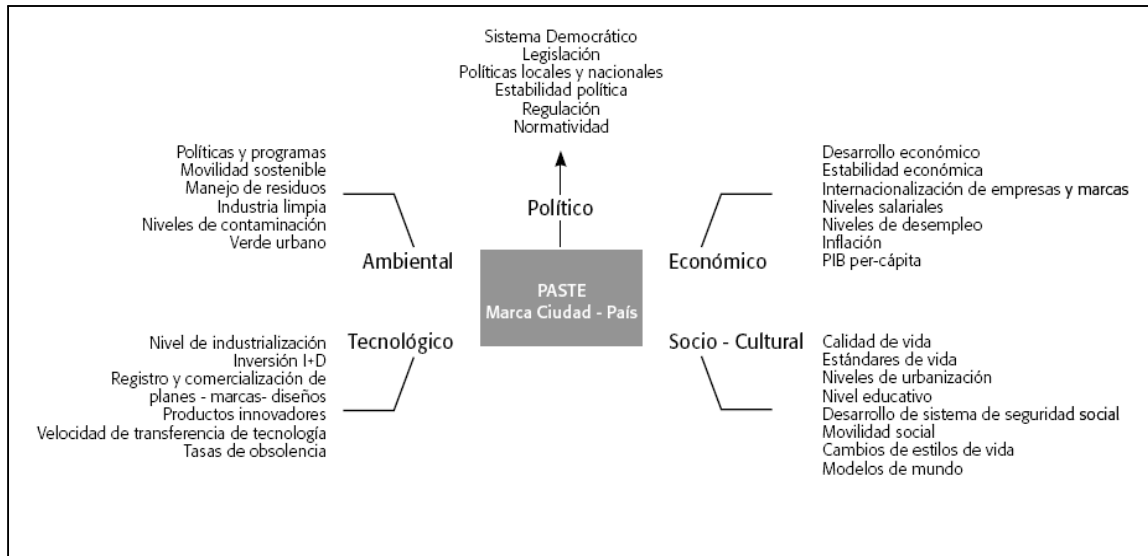 Sistema Democrático
Legislación
Políticas locales y nacionales
Estabilidad política
Regulación
Normatividad
Político
Políticas y programas
Movilidad sostenible
Manejo de residuos
Industria limpia
Niveles de contaminación
Verde urbano
Ambiental
Desarrollo económico
Estabilidad económica
Internacionalización de empresas y marcas
Niveles salariales
Niveles de desempleo
Inflación
PIB per-cápita
Económico
PASTE
Marca Ciudad - País
Tecnológico
Nivel de industrialización
Inversión I+D
Registro y comercialización de
planes - marcas- diseños
Productos innovadores
Velocidad de transferencia de tecnología
Tasas de obsolencia
Socio - Cultural
Calidad de vida
Estándares de vida
Niveles de urbanización
Nivel educativo
Desarrollo de sistema de seguridad social
Movilidad social
Cambios de estilos de vida
Modelos de mundo